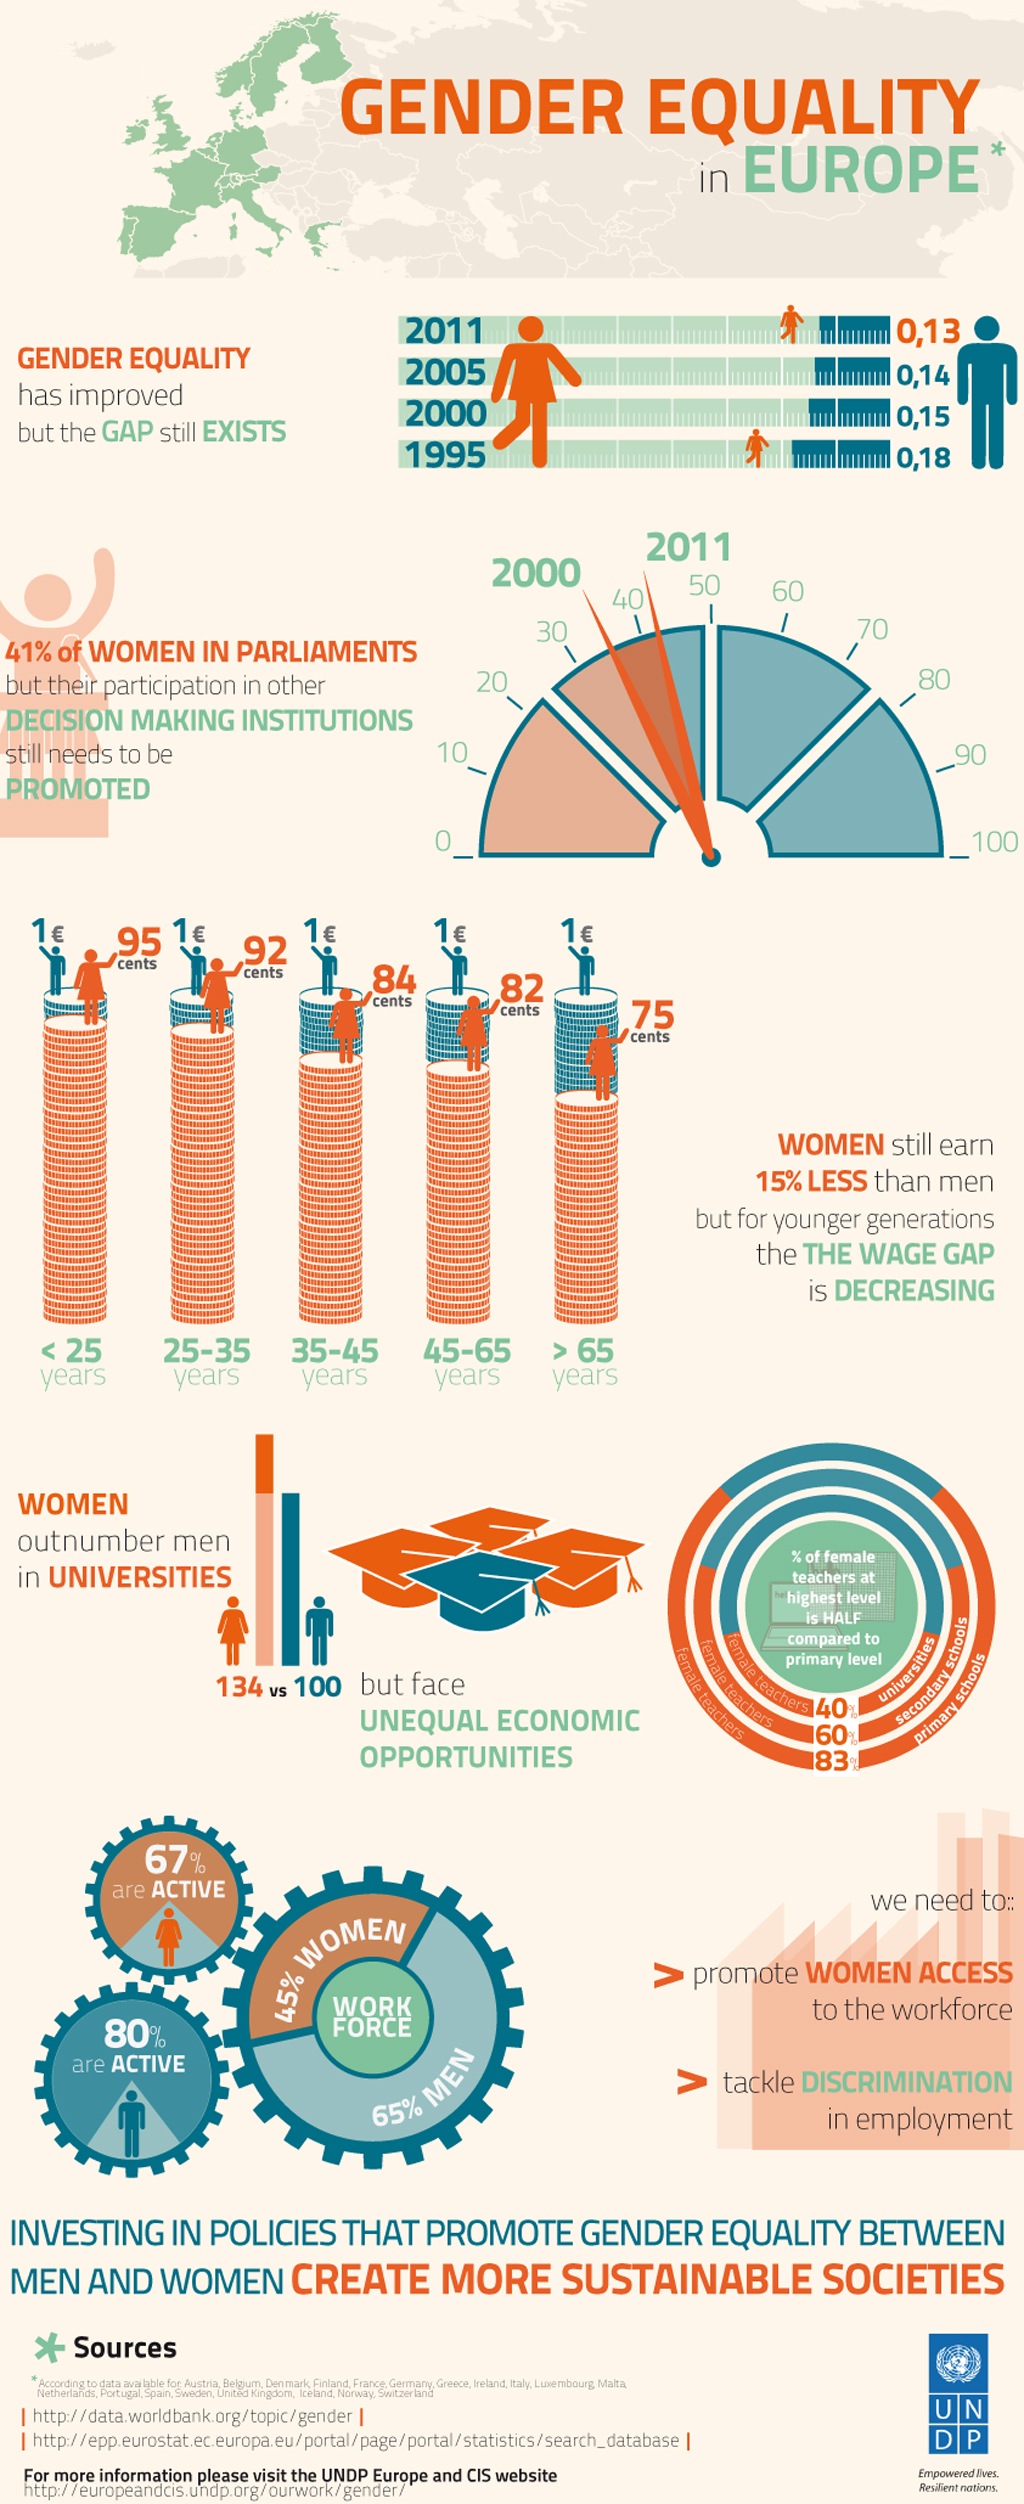 GENDER EQUALITY
in EUROPE*
GENDER EQUALITY
has improved
but the GAP still EXISTS
2011 0,13
2005 0,14
2000 0,15
1995 0,18
41% of WOMEN IN PARLIAMENTS
but their participation in other
DECISION MAKING INSTITUTIONS
still needs to be
PROMOTED
2000
2011
0
10
20
30
40
50
60
70
80
90
100
1€ 95 cents
1€ 92 cents
1€ 84 cents
1€ 82 cents
1€ 75 cents
< 25 years
25-35 years
35-45 years
45-65 years
> 65 years
WOMEN still earn
15% LESS than men
but for younger generations
the THE WAGE GAP
is DECREASING
WOMEN
outnumber men
in UNIVERSITIES
134 vs 100
but face
UNEQUAL ECONOMIC
OPPORTUNITIES
% of female
teachers at
highest level
is HALF
compared to
primary level
female teachers 40% universities
female teachers 60% secondary schools
female teachers 83% primary schools
67%
are ACTIVE
80%
are ACTIVE
45% WOMEN
WORK
FORCE
65% MEN
we need to::
> promote WOMEN ACCESS
to the workforce
> tackle DISCRIMINATION
in employment
INVESTING IN POLICIES THAT PROMOTE GENDER EQUALITY BETWEEN
MEN AND WOMEN CREATE MORE SUSTAINABLE SOCIETIES
* Sources
*According to data available for: Austria, Belgium, Denmark, Finland, France, Germany, Greece, Ireland, Italy, Luxembourg, Malta,
Netherlands, Portugal, Spain, Sweden, United Kingdom, Iceland, Norway, Switzerland
| http://data.worldbank.org/topic/gender |
| http://epp.eurostat.ec.europa.eu/portal/page/portal/statistics/search_database |
For more information please visit the UNDP Europe and CIS website
http://europeandcis.undp.org/ourwork/gender/
U N
D P
Empowered lives.
Resilient nations.